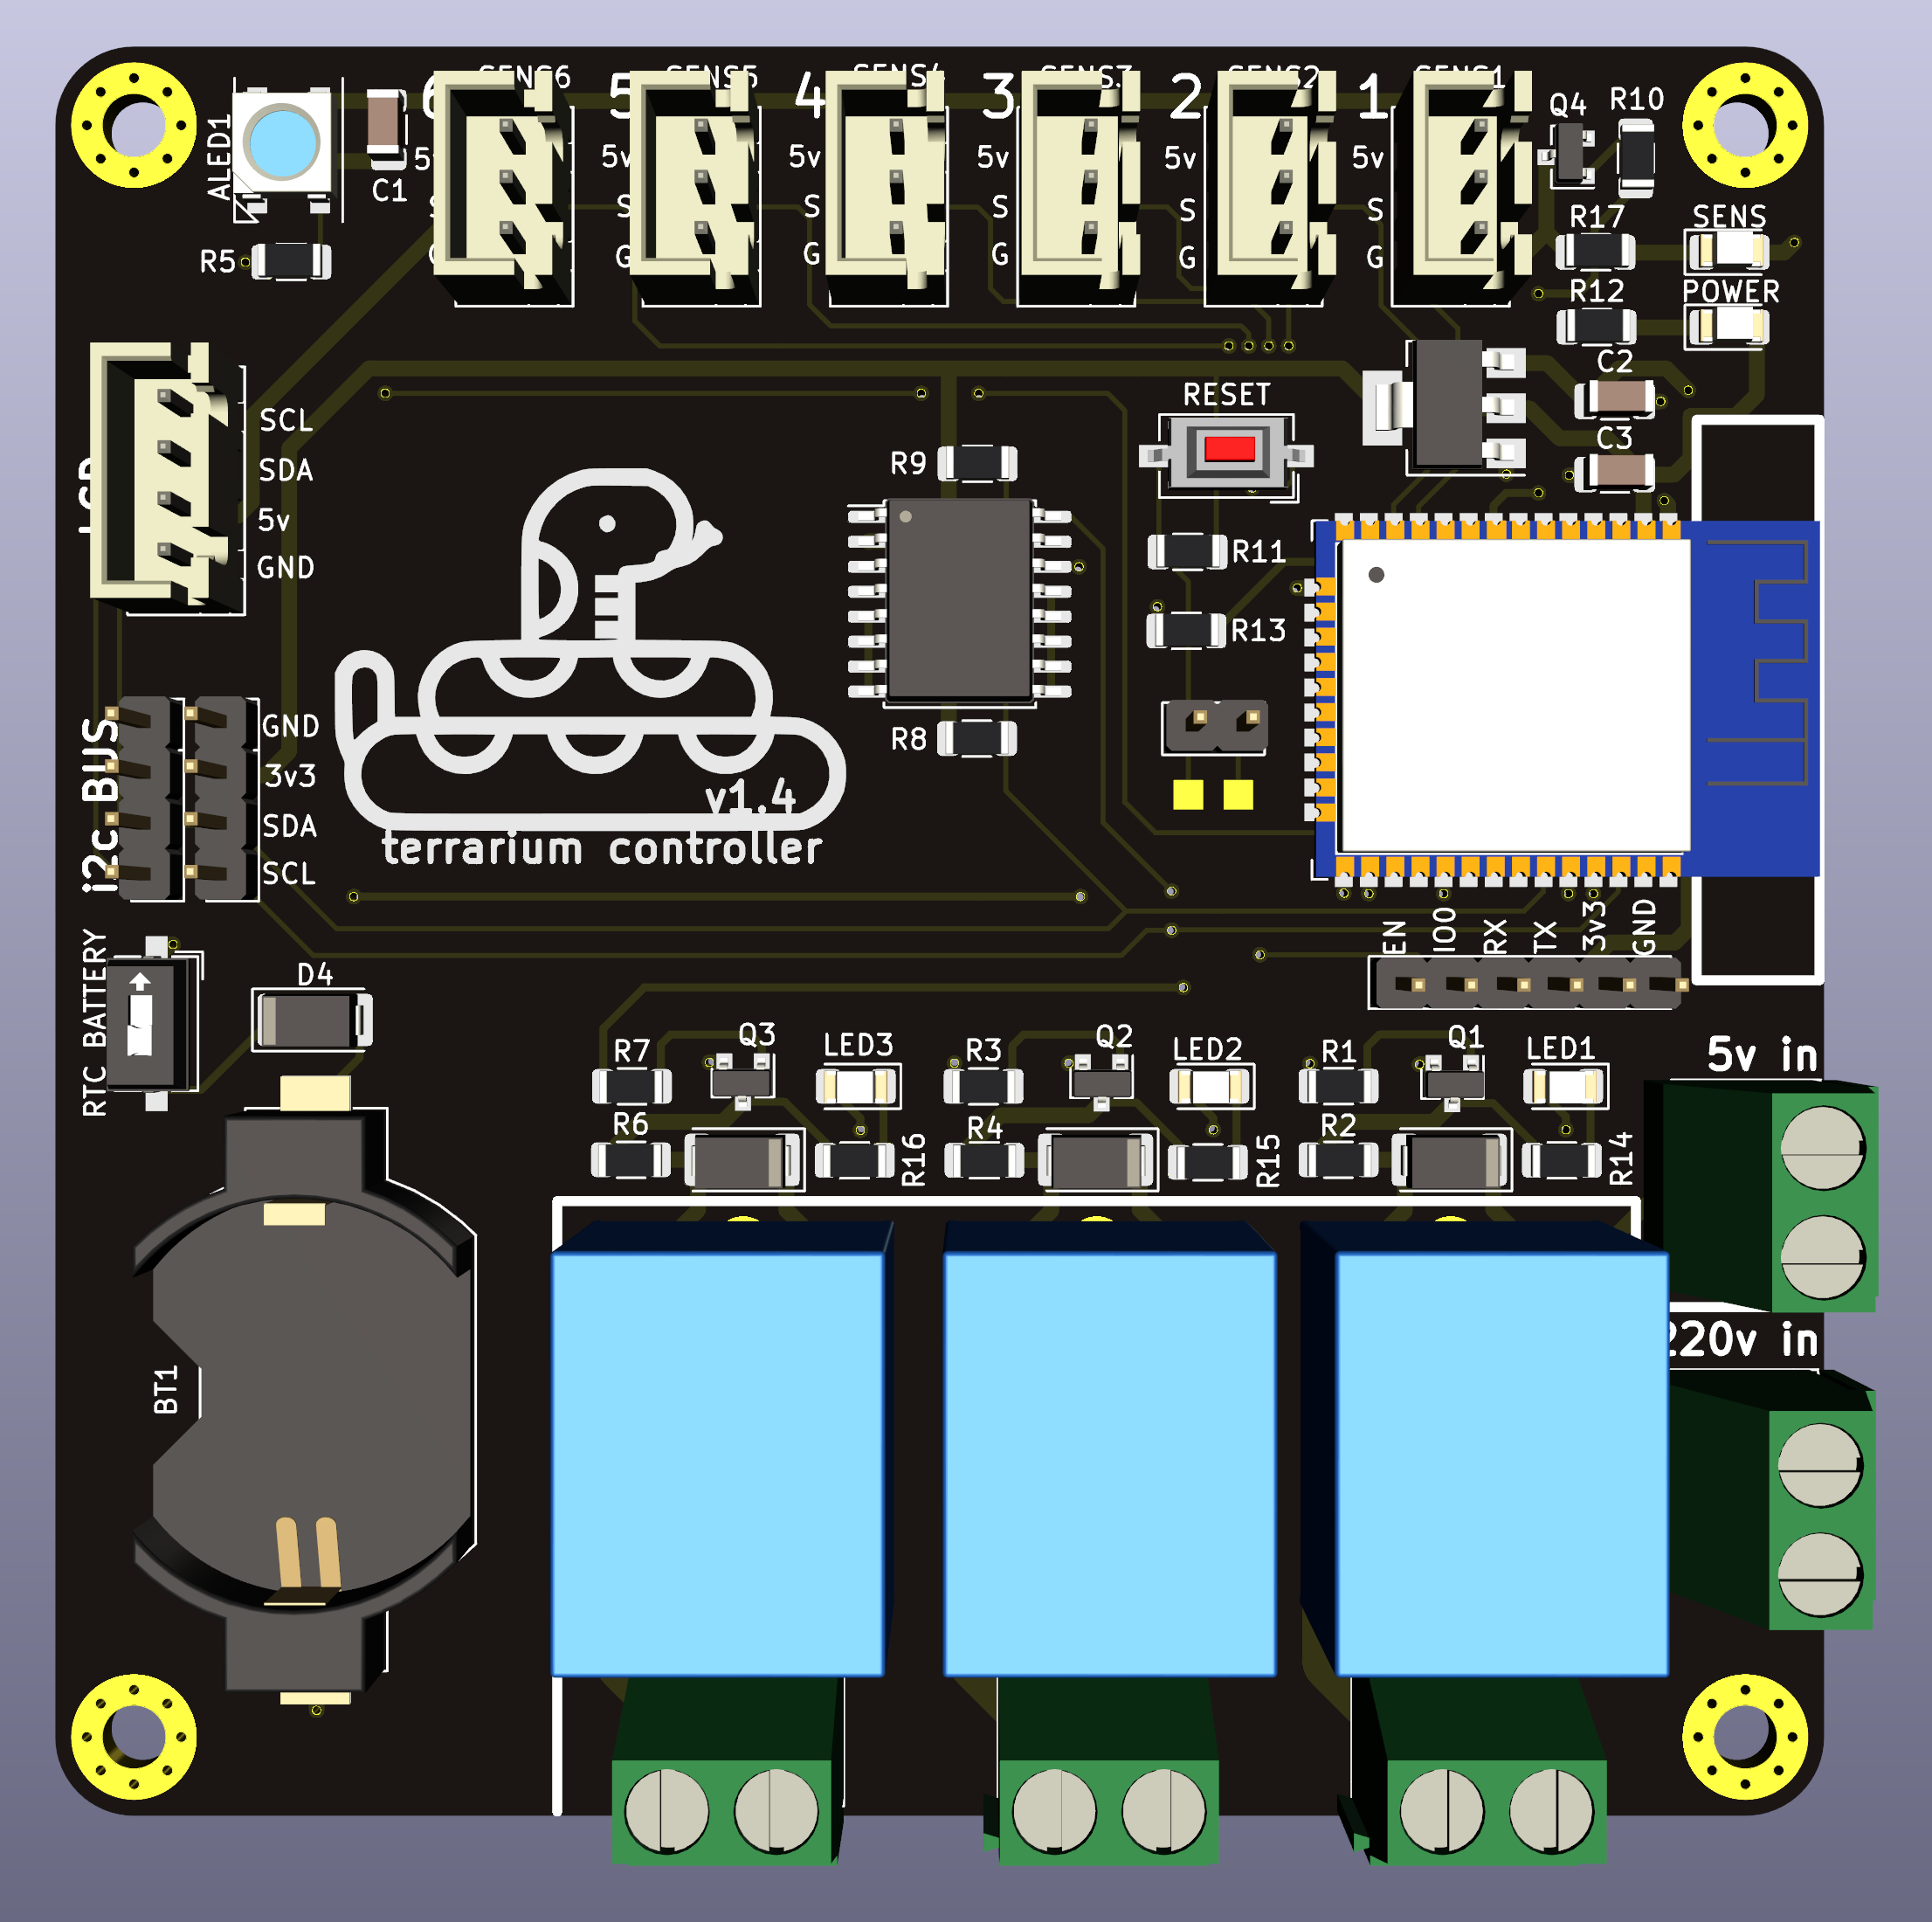 SENS6
SENS5
SENS4
SENS3
SENS2
SENS1
6
5
4
3
2
1
Q4
R10
ALED1
C1
5v
5v
5v
5v
5v
5v
S
S
S
S
S
S
G
G
G
G
G
G
R17
SENS
R5
R12
POWER
C2
RESET
SCL
C3
R9
SDA
LCD
5v
R11
GND
R13
GND
R8
3v3
i2c BUS
v1.4
SDA
terrarium controller
SCL
EN
IO0
RX
TX
3v3
GND
RTC BATTERY
D4
R7
Q3
LED3
R3
Q2
LED2
R1
Q1
LED1
5v in
R6
R16
R4
R15
R2
R14
220v in
BT1